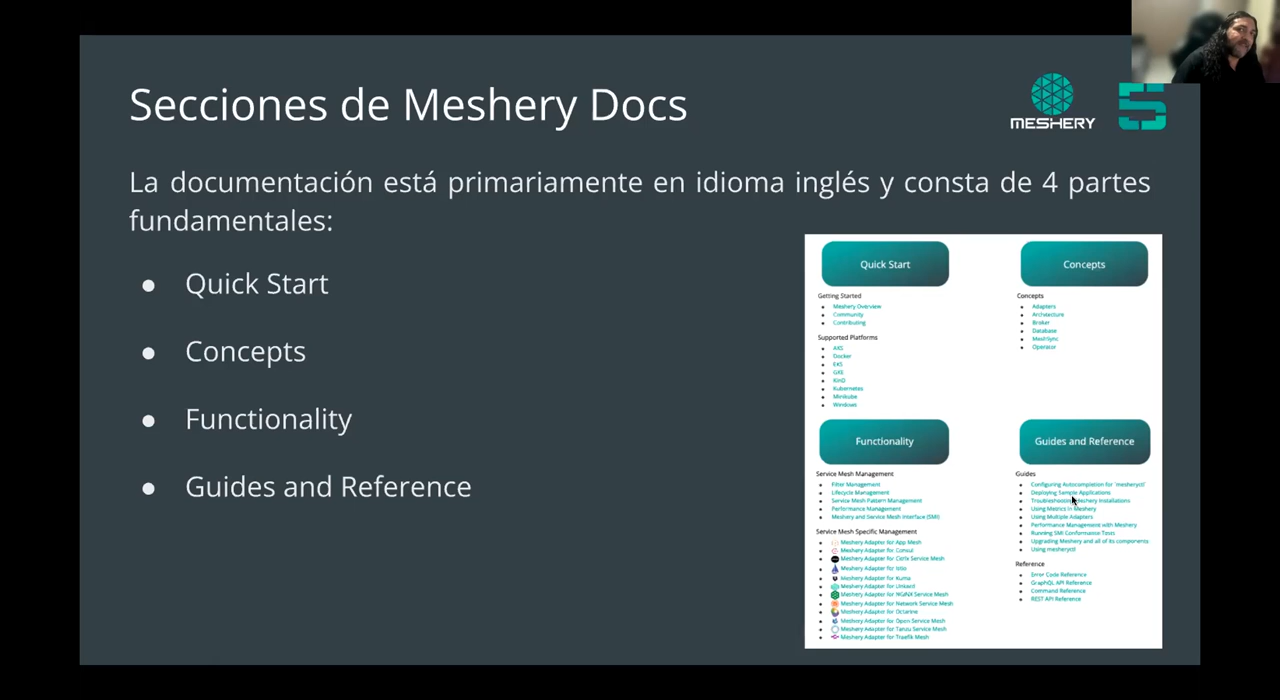 Secciones de Meshery Docs
MESHERY
La documentación está primariamente en idioma inglés y consta de 4 partes
fundamentales:
● Quick Start
● Concepts
● Functionality
● Guides and Reference
Quick Start
Getting Started
Meshery Overview
Community
Contributing
Supported Platforms
AKS
Docker
EKS
GKE
KinD
Kubernetes
Minikube
Windows
Concepts
Concepts
Adapters
Architecture
Broker
Database
MeshSync
Operator
Functionality
Service Mesh Management
Filter Management
Lifecycle Management
Service Mesh Pattern Management
Performance Management
Meshery and Service Mesh Interface (SMI)
Service Mesh Specific Management
Meshery Adapter for App Mesh
Meshery Adapter for Consul
Meshery Adapter for Citrix Service Mesh
Meshery Adapter for Istio
Meshery Adapter for Kuma
Meshery Adapter for Linkerd
Meshery Adapter for NGINX Service Mesh
Meshery Adapter for Network Service Mesh
Meshery Adapter for Octarine
Meshery Adapter for Open Service Mesh
Meshery Adapter for Tanzu Service Mesh
Meshery Adapter for Traefik Mesh
Guides and Reference
Guides
Configuring Autocompletion for `mesheryctl`
Deploying Sample Applications
Troubleshooting Meshery Installations
Using Metrics in Meshery
Using Multiple Adapters
Performance Management with Meshery
Running SMI Conformance Tests
Upgrading Meshery and all of its components
Using mesheryctl
Reference
Error Code Reference
GraphQL API Reference
Command Reference
REST API Reference